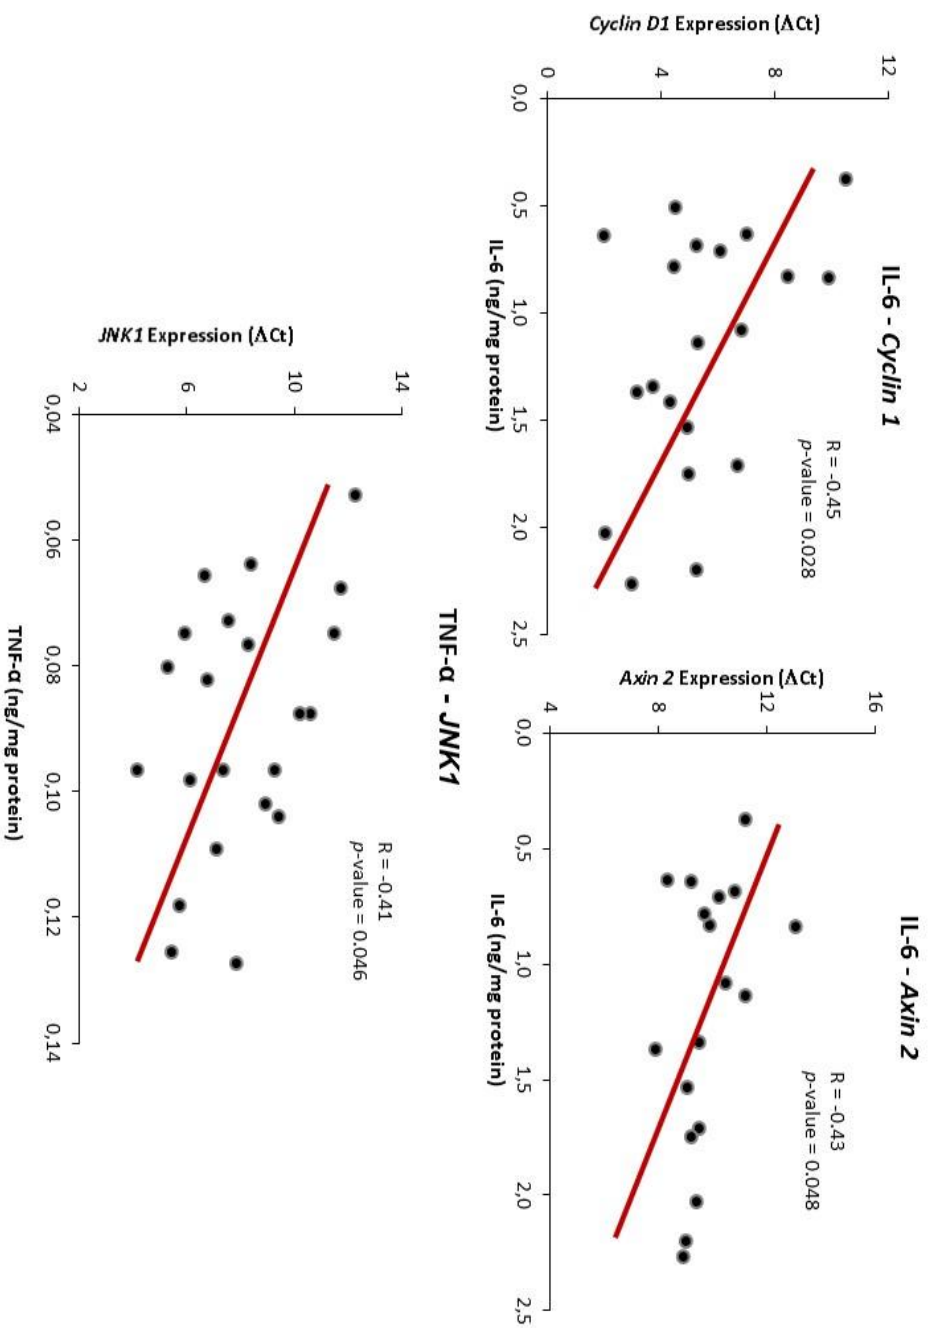 IL-6 - Cyclin 1
Cyclin D1 Expression (ΔCt)
12
8
4
0
0,0
0,5
1,0
1,5
2,0
2,5
IL-6 (ng/mg protein)
R = -0.45
ρ-value = 0.028
IL-6 - Axin 2
Axin 2 Expression (ΔCt)
16
12
8
4
0,0
0,5
1,0
1,5
2,0
2,5
IL-6 (ng/mg protein)
R = -0.43
ρ-value = 0.048
TNF-α - JNK1
JNK1 Expression (ΔCt)
14
10
6
2
0,04
0,06
0,08
0,10
0,12
0,14
TNF-α (ng/mg protein)
R = -0.41
ρ-value = 0.046